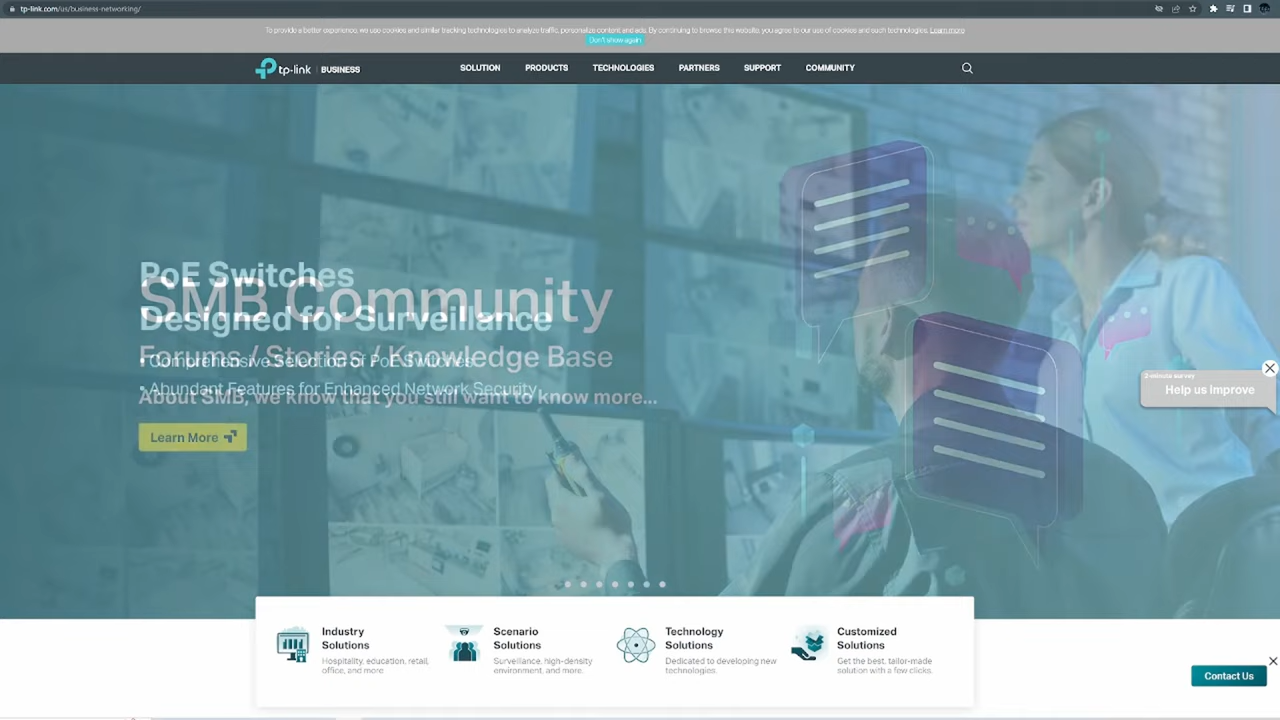 tp-link.com/us/business-networking/
To provide a better experience, we use cookies and similar tracking technologies to analyze traffic, personalize content and ads. By continuing to browse this website, you agree to our use of cookies and such technologies. Learn more
Don't show again
tp-link | BUSINESS
SOLUTION
PRODUCTS
TECHNOLOGIES
PARTNERS
SUPPORT
COMMUNITY
PoE Switches
Designed for Surveillance
• Comprehensive Selection of PoE Switches
• Abundant Features for Enhanced Network Security
SMB Community
Forums / Stories / Knowledge Base
About SMB, we know that you still want to know more...
Learn More
2-minute survey
Help us improve
Industry
Solutions
Hospitality, education, retail,
office, and more
Scenario
Solutions
Surveillance, high-density
environment, and more.
Technology
Solutions
Dedicated to developing new
technologies.
Customized
Solutions
Get the best, tailor-made
solution with a few clicks.
Contact Us